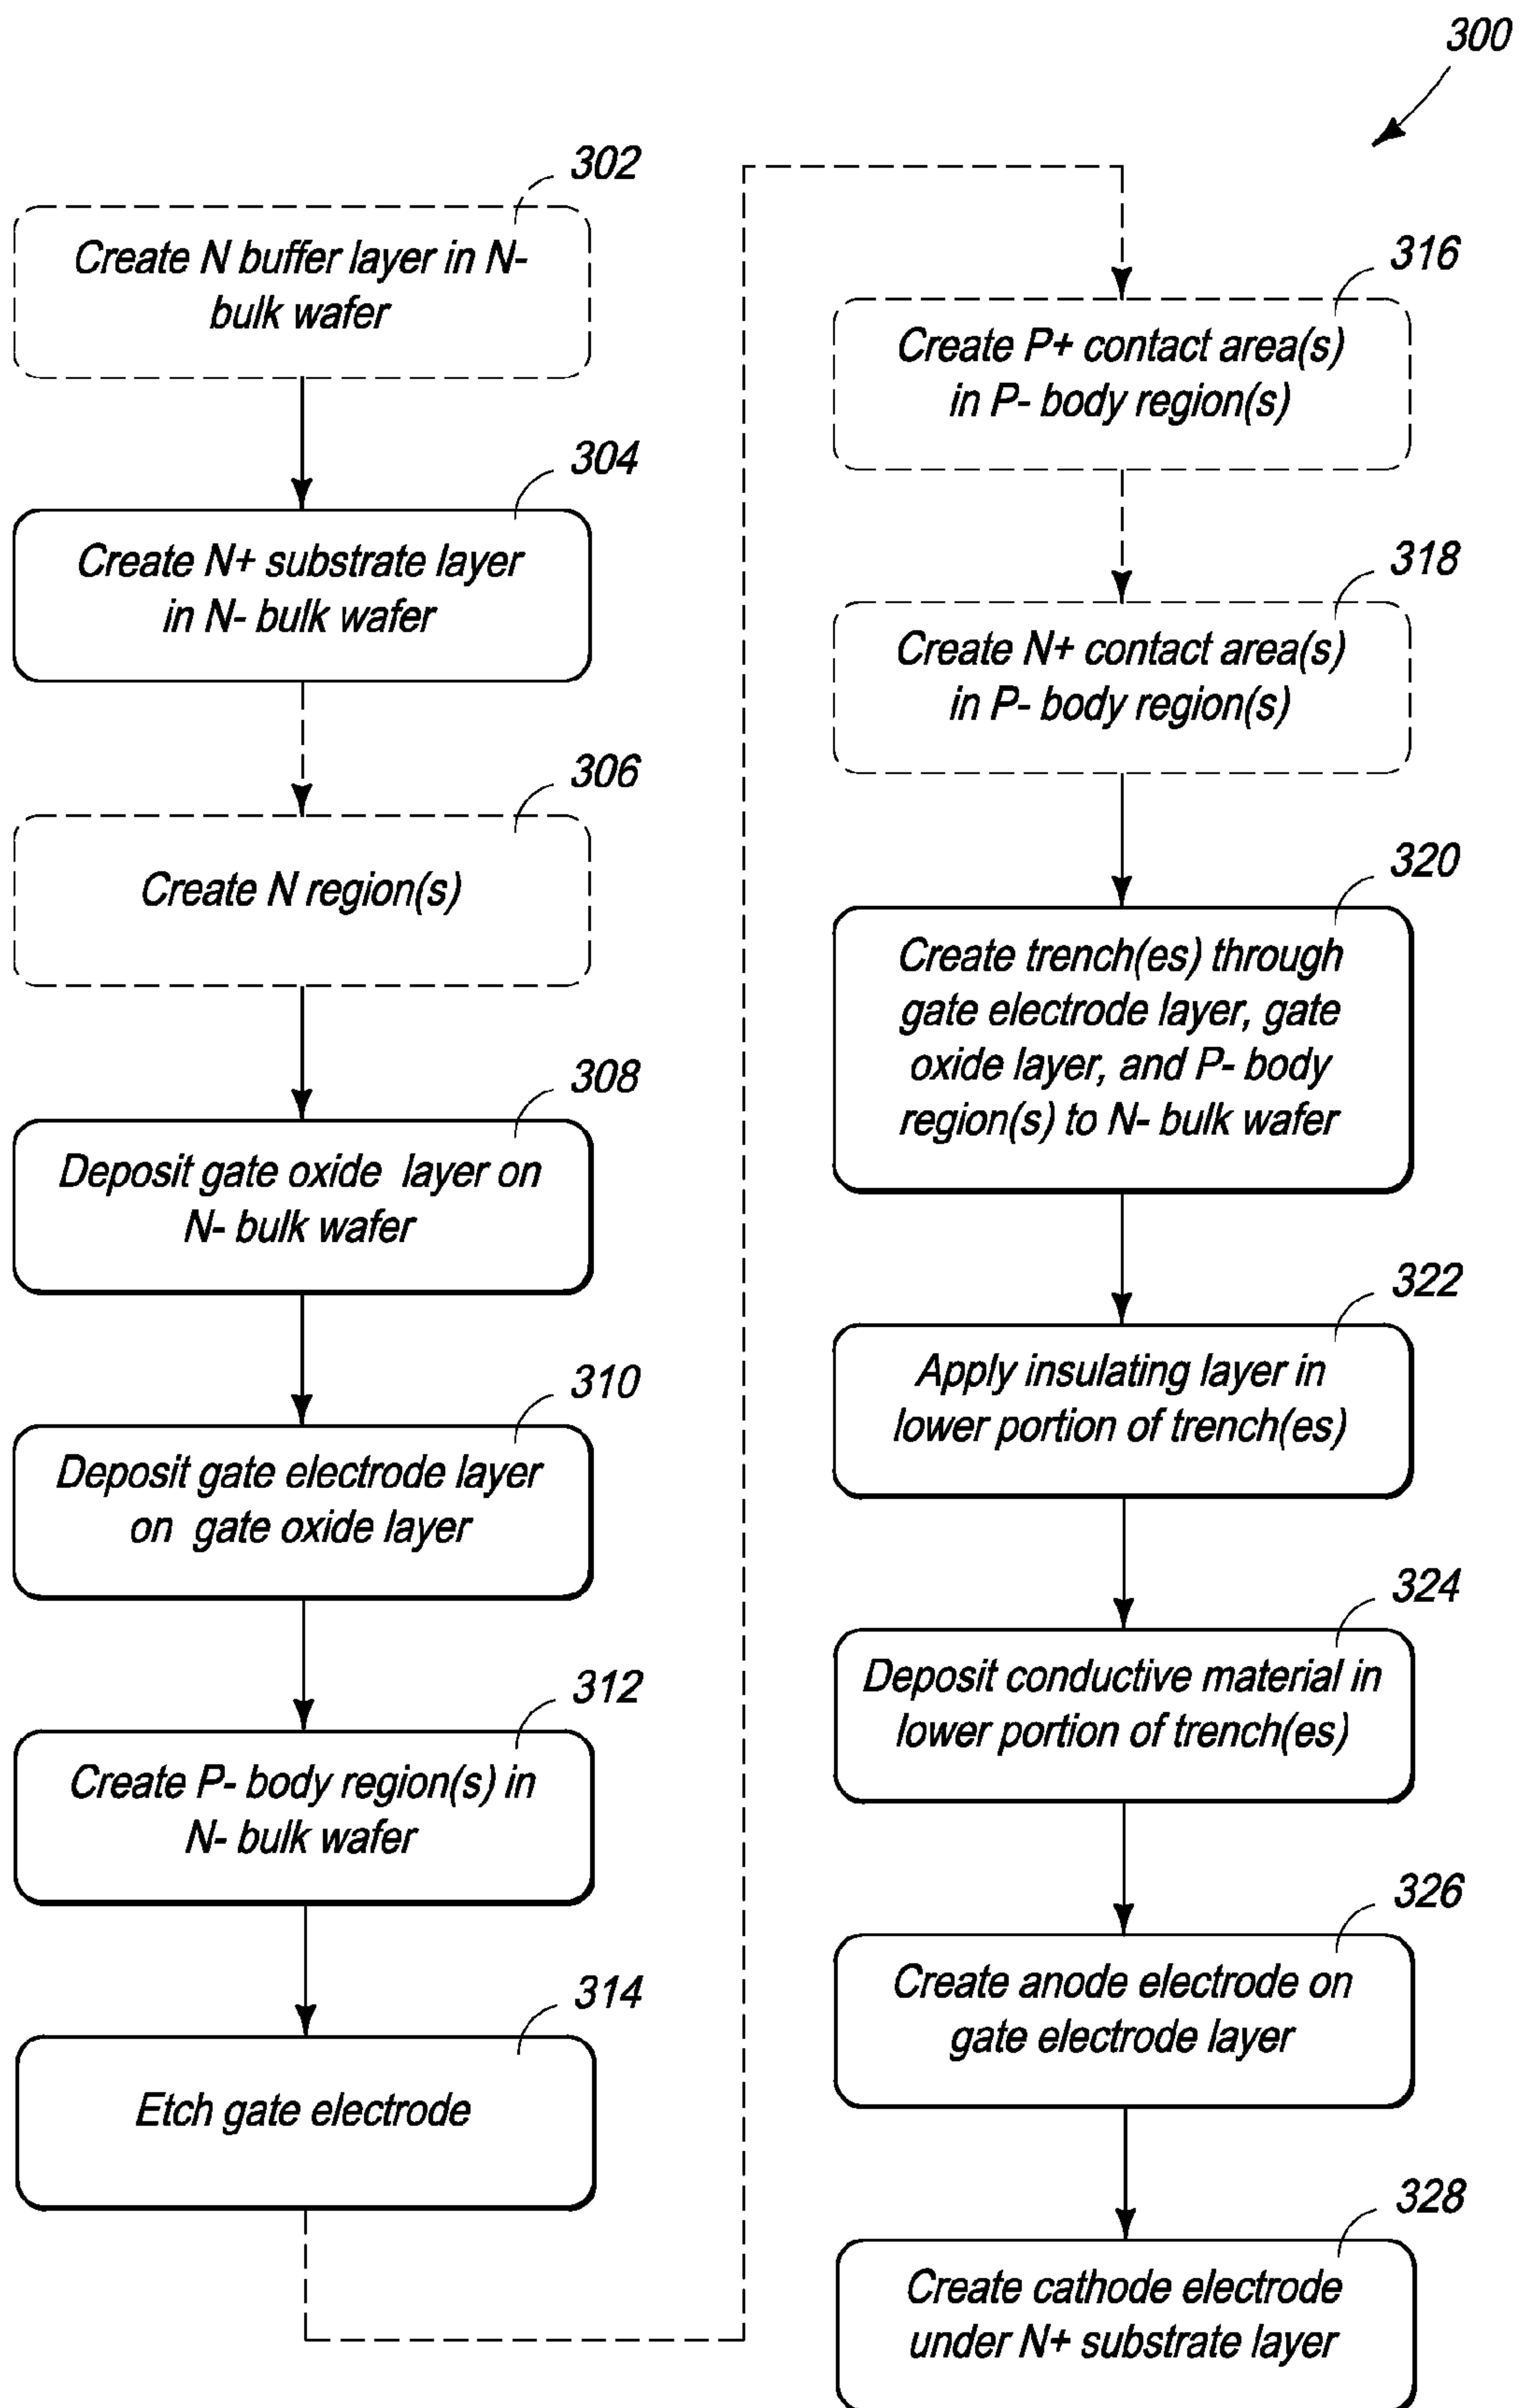 300
302
Create N buffer layer in N-
bulk wafer
304
Create N+ substrate layer
in N- bulk wafer
306
Create N region(s)
308
Deposit gate oxide layer on
N- bulk wafer
310
Deposit gate electrode layer
on gate oxide layer
312
Create P- body region(s) in
N- bulk wafer
314
Etch gate electrode
316
Create P+ contact area(s)
in P- body region(s)
318
Create N+ contact area(s)
in P- body region(s)
320
Create trench(es) through
gate electrode layer, gate
oxide layer, and P- body
region(s) to N- bulk wafer
322
Apply insulating layer in
lower portion of trench(es)
324
Deposit conductive material in
lower portion of trench(es)
326
Create anode electrode on
gate electrode layer
328
Create cathode electrode
under N+ substrate layer